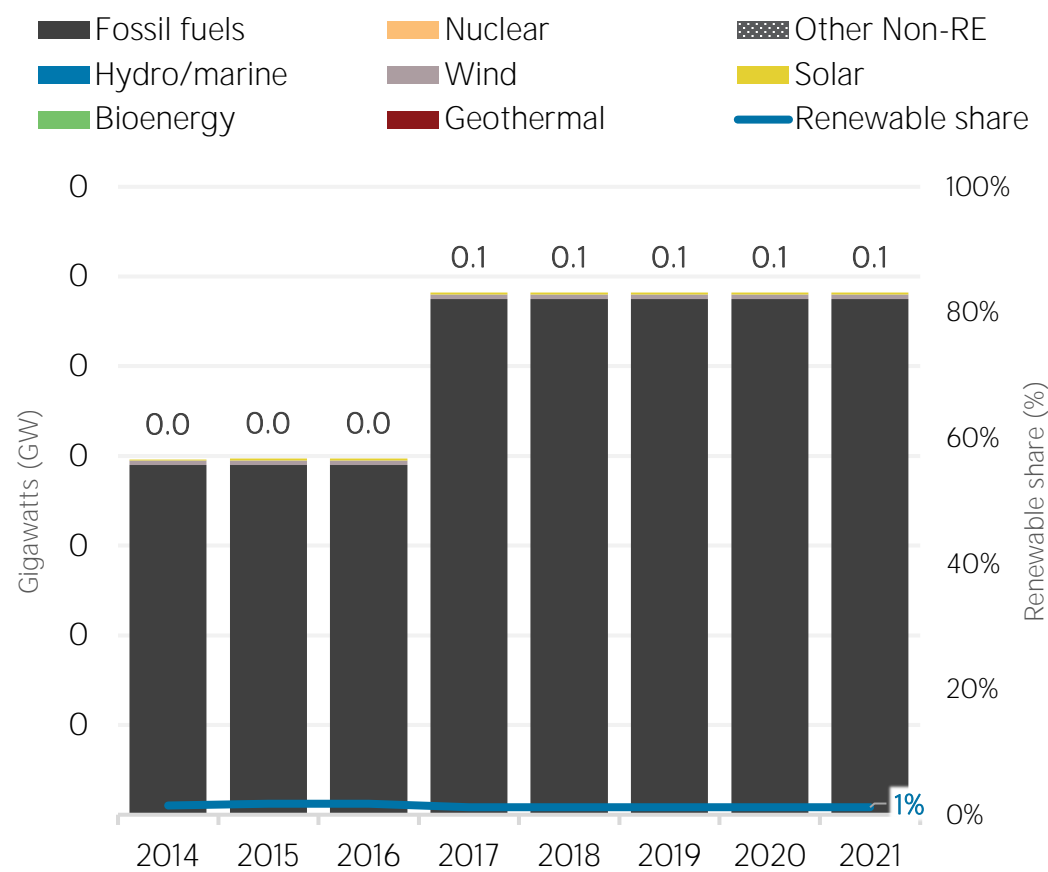 Fossil fuels Nuclear Other Non-RE
Hydro/marine Wind Solar
Bioenergy Geothermal Renewable share
0 100%
0.1 0.1 0.1 0.1 0.1
0
80%
0
0.0 0.0 0.0
60%
0
Gigawatts (GW)
Renewable share (%)
0
40%
0
20%
0
1%
0%
2014 2015 2016 2017 2018 2019 2020 2021